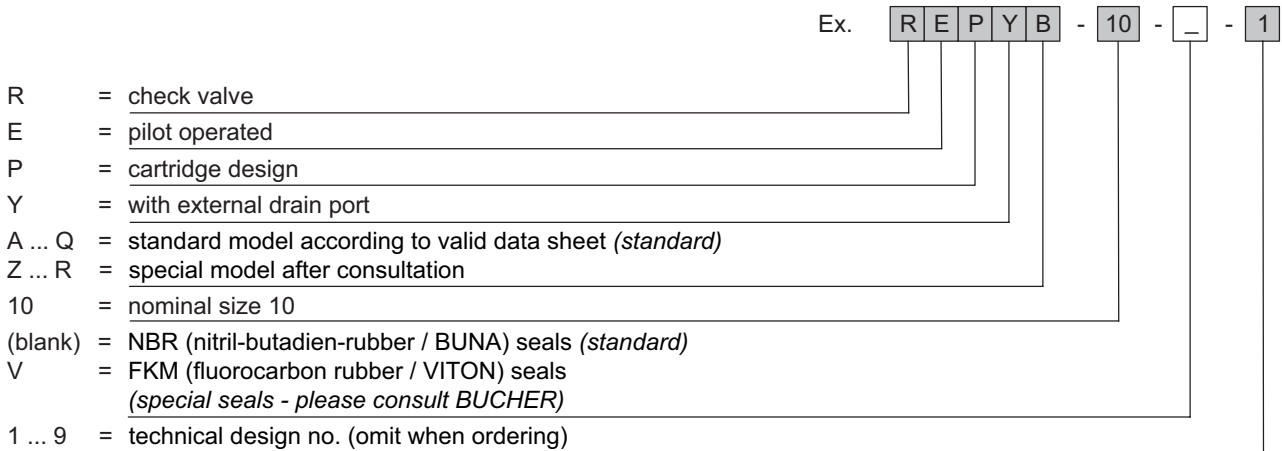 Ex. R E P Y B - 10 - _ - 1
R = check valve
E = pilot operated
P = cartridge design
Y = with external drain port
A ... Q = standard model according to valid data sheet (standard)
Z ... R = special model after consultation
10 = nominal size 10
(blank) = NBR (nitril-butadien-rubber / BUNA) seals (standard)
V = FKM (fluorocarbon rubber / VITON) seals
(special seals - please consult BUCHER)
1 ... 9 = technical design no. (omit when ordering)